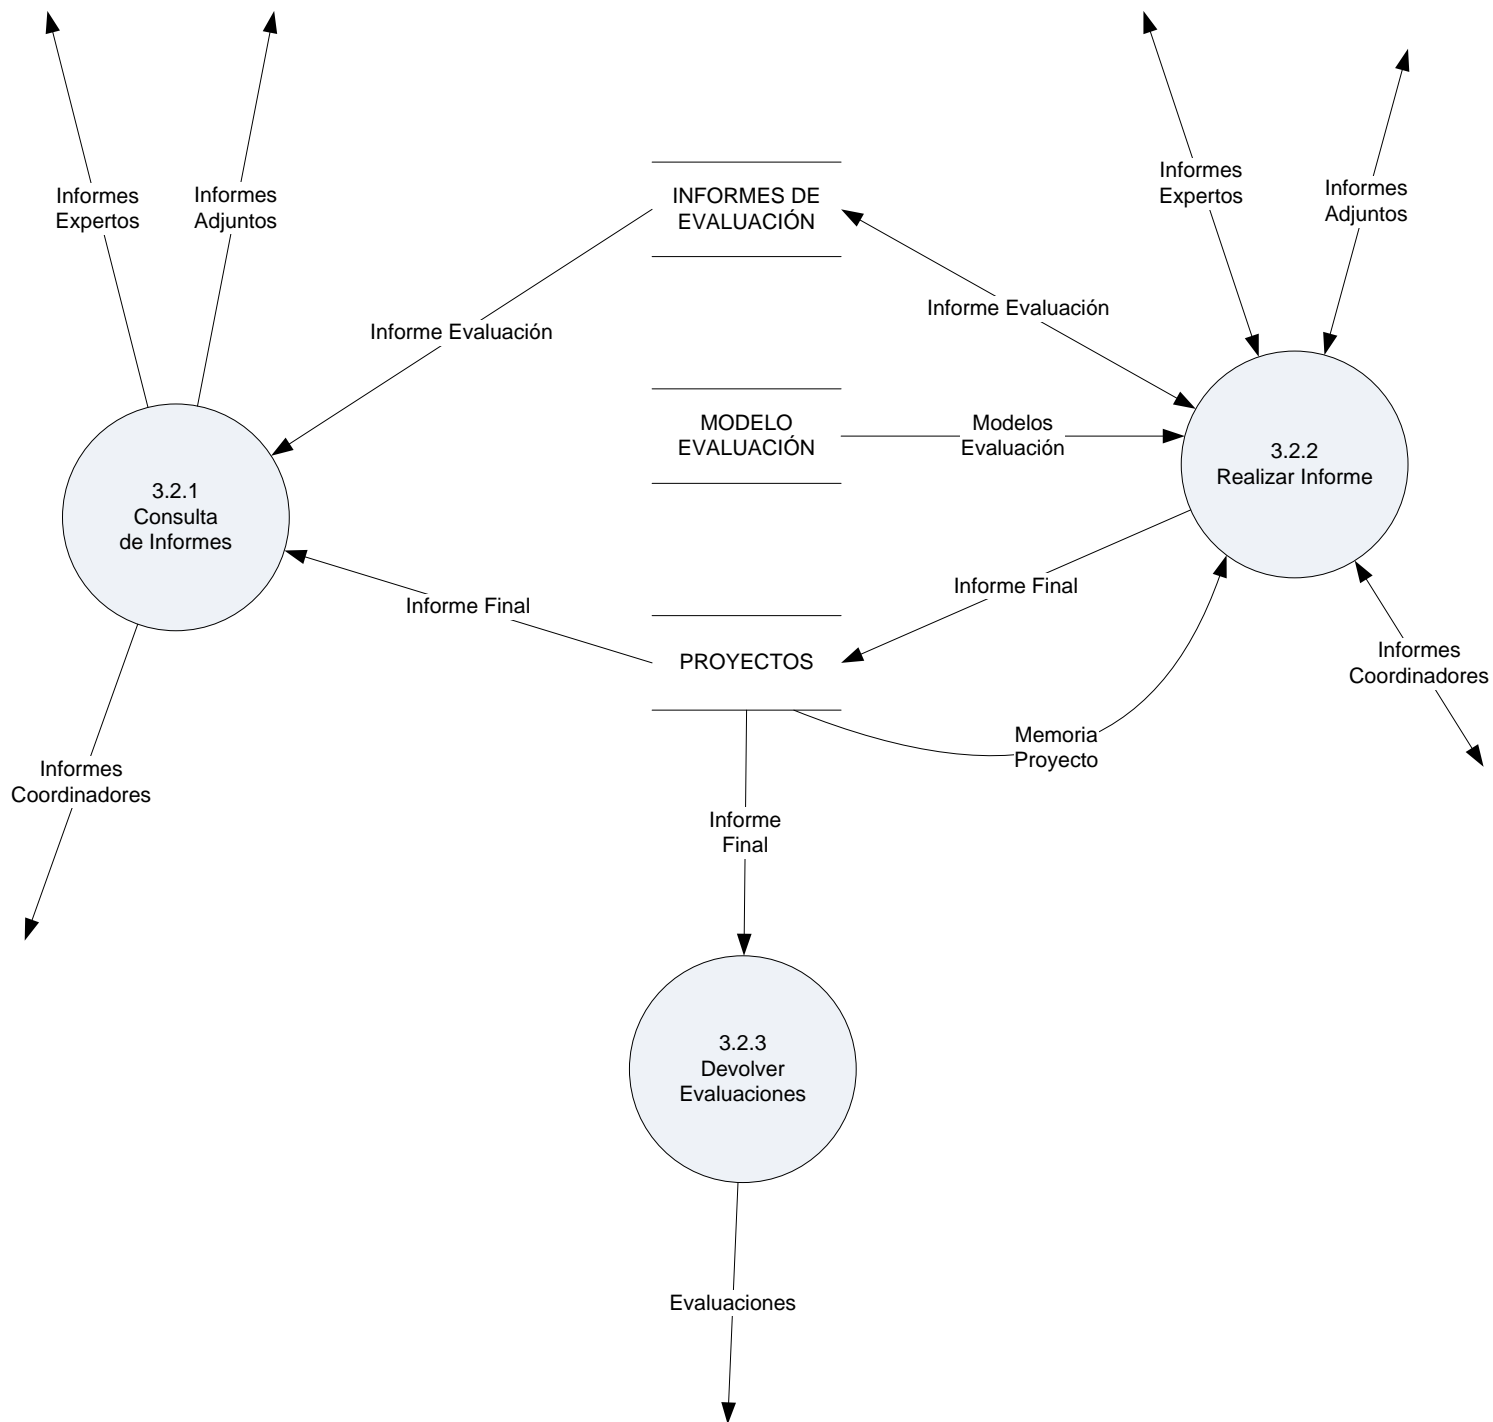 Informes
Expertos
Informes
Adjuntos
INFORMES DE
EVALUACIÓN
Informes
Expertos
Informes
Adjuntos
Informe Evaluación
Informe Evaluación
MODELO
EVALUACIÓN
Modelos
Evaluación
3.2.2
Realizar Informe
3.2.1
Consulta
de Informes
Informe Final
Informe Final
PROYECTOS
Informes
Coordinadores
Memoria
Proyecto
Informes
Coordinadores
Informe
Final
3.2.3
Devolver
Evaluaciones
Evaluaciones